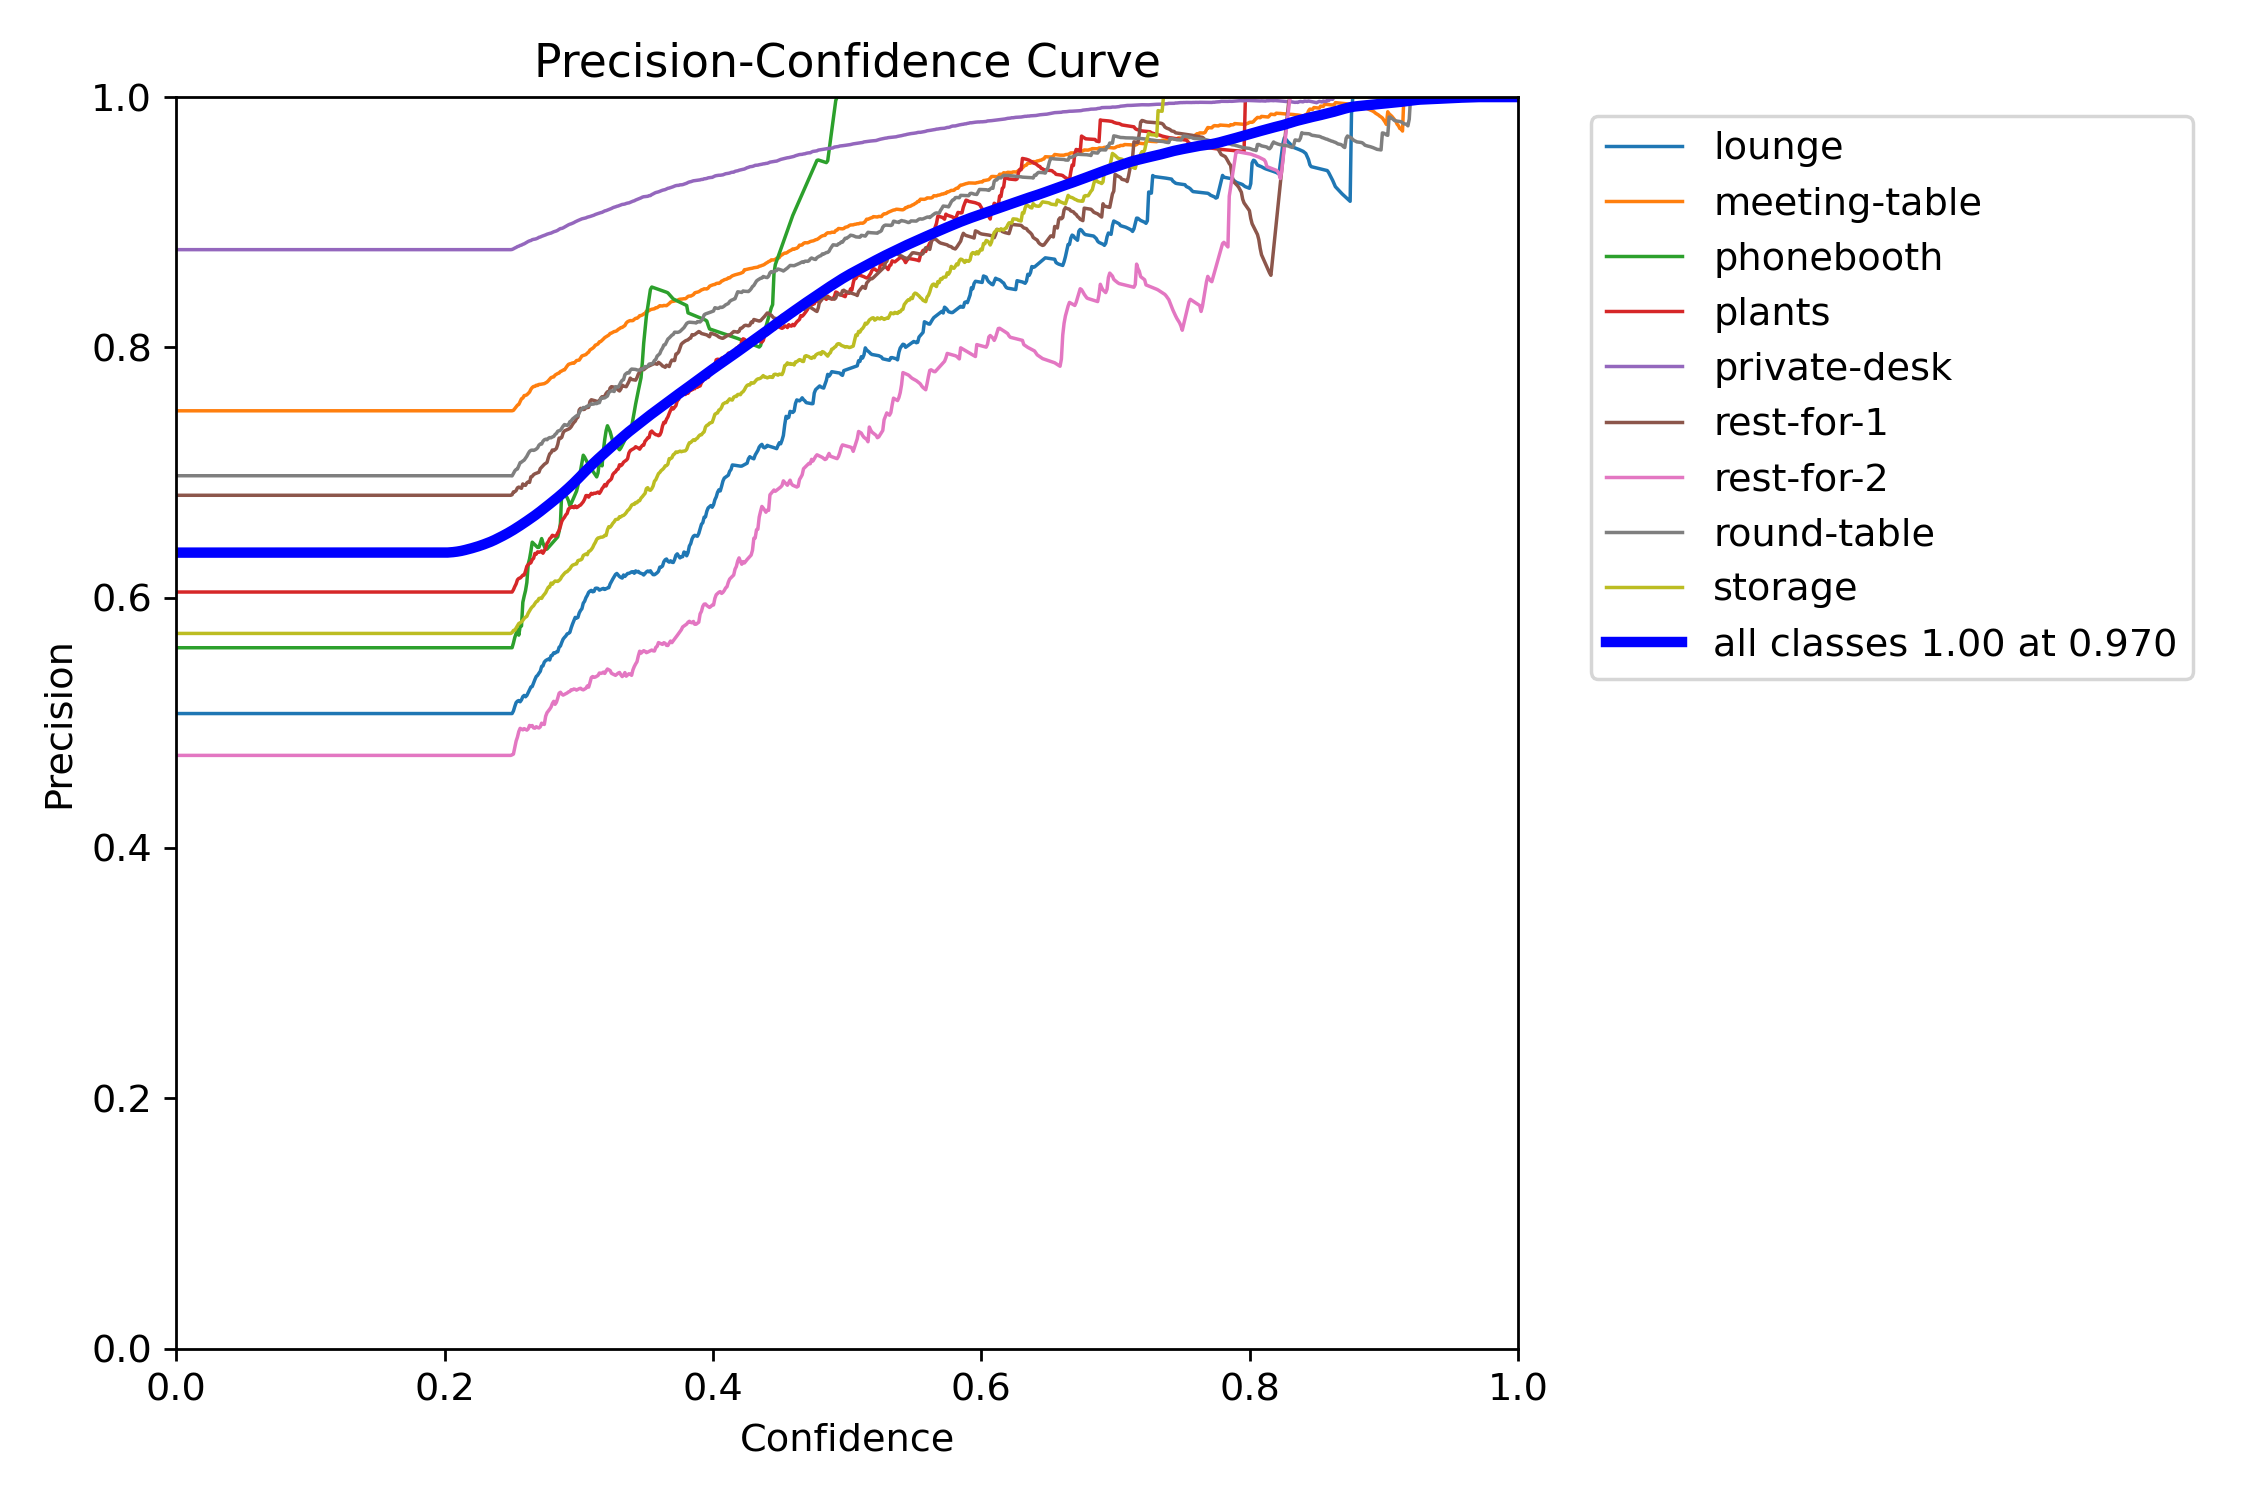 Precision-Confidence Curve
1.0
0.8
0.6
0.4
0.2
0.0
Precision
0.0 0.2 0.4 0.6 0.8 1.0
Confidence
lounge
meeting-table
phonebooth
plants
private-desk
rest-for-1
rest-for-2
round-table
storage
all classes 1.00 at 0.970